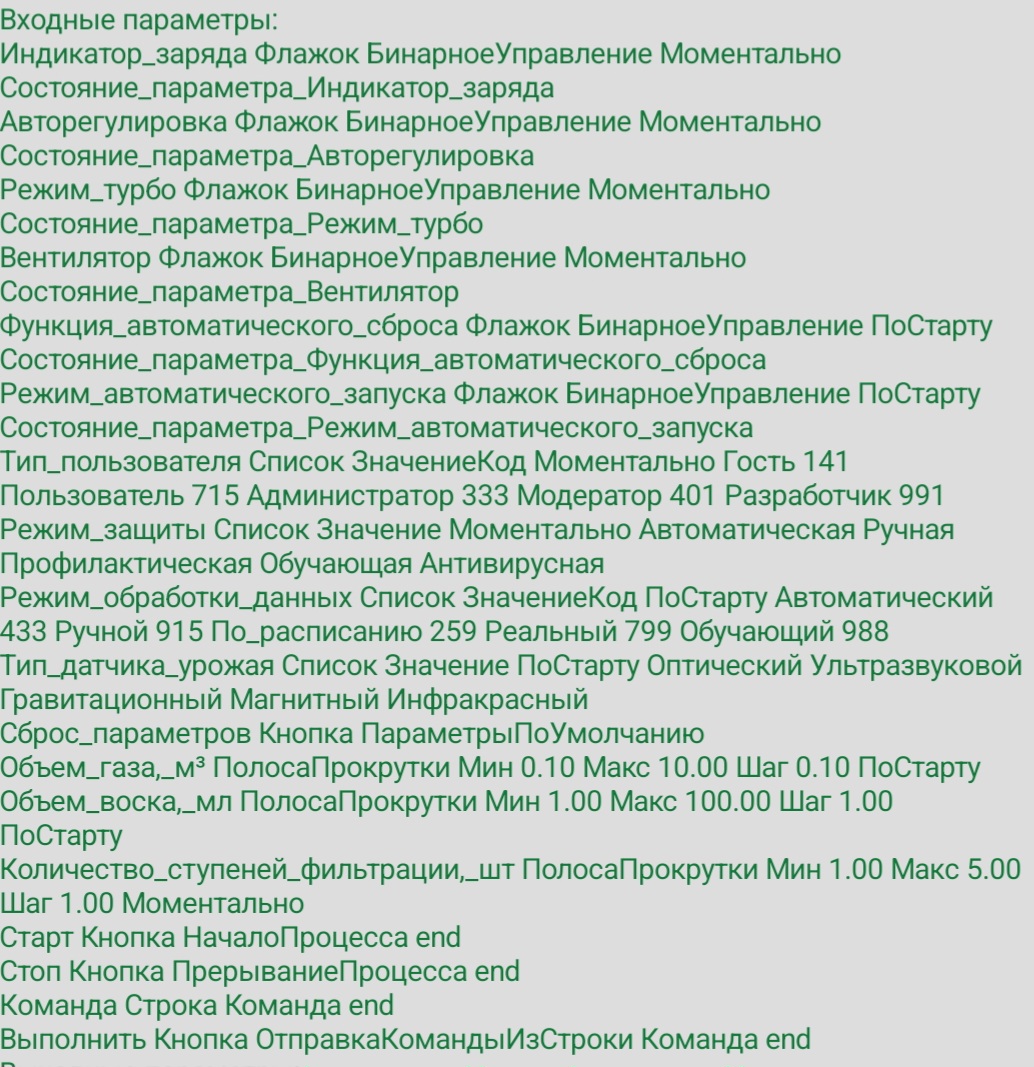 Входные параметры:
Индикатор_заряда Флажок БинарноеУправление Моментально
Состояние_параметра_Индикатор_заряда
Авторегулировка Флажок БинарноеУправление Моментально
Состояние_параметра_Авторегулировка
Режим_турбо Флажок БинарноеУправление Моментально
Состояние_параметра_Режим_турбо
Вентилятор Флажок БинарноеУправление Моментально
Состояние_параметра_Вентилятор
Функция_автоматического_сброса Флажок БинарноеУправление ПоСтарту
Состояние_параметра_Функция_автоматического_сброса
Режим_автоматического_запуска Флажок БинарноеУправление ПоСтарту
Состояние_параметра_Режим_автоматического_запуска
Тип_пользователя Список ЗначениеКод Моментально Гость 141
Пользователь 715 Администратор 333 Модератор 401 Разработчик 991
Режим_защиты Список Значение Моментально Автоматическая Ручная
Профилактическая Обучающая Антивирусная
Режим_обработки_данных Список ЗначениеКод ПоСтарту Автоматический
433 Ручной 915 По_расписанию 259 Реальный 799 Обучающий 988
Тип_датчика_урожая Список Значение ПоСтарту Оптический Ультразвуковой
Гравитационный Магнитный Инфракрасный
Сброс_параметров Кнопка ПараметрыПоУмолчанию
Объем_газа,_м³ ПолосаПрокрутки Мин 0.10 Макс 10.00 Шаг 0.10 ПоСтарту
Объем_воска,_мл ПолосаПрокрутки Мин 1.00 Макс 100.00 Шаг 1.00
ПоСтарту
Количество_ступеней_фильтрации,_шт ПолосаПрокрутки Мин 1.00 Макс 5.00
Шаг 1.00 Моментально
Старт Кнопка НачалоПроцесса end
Стоп Кнопка ПрерываниеПроцесса end
Команда Строка Команда end
Выполнить Кнопка ОтправкаКомандыИзСтроки Команда end